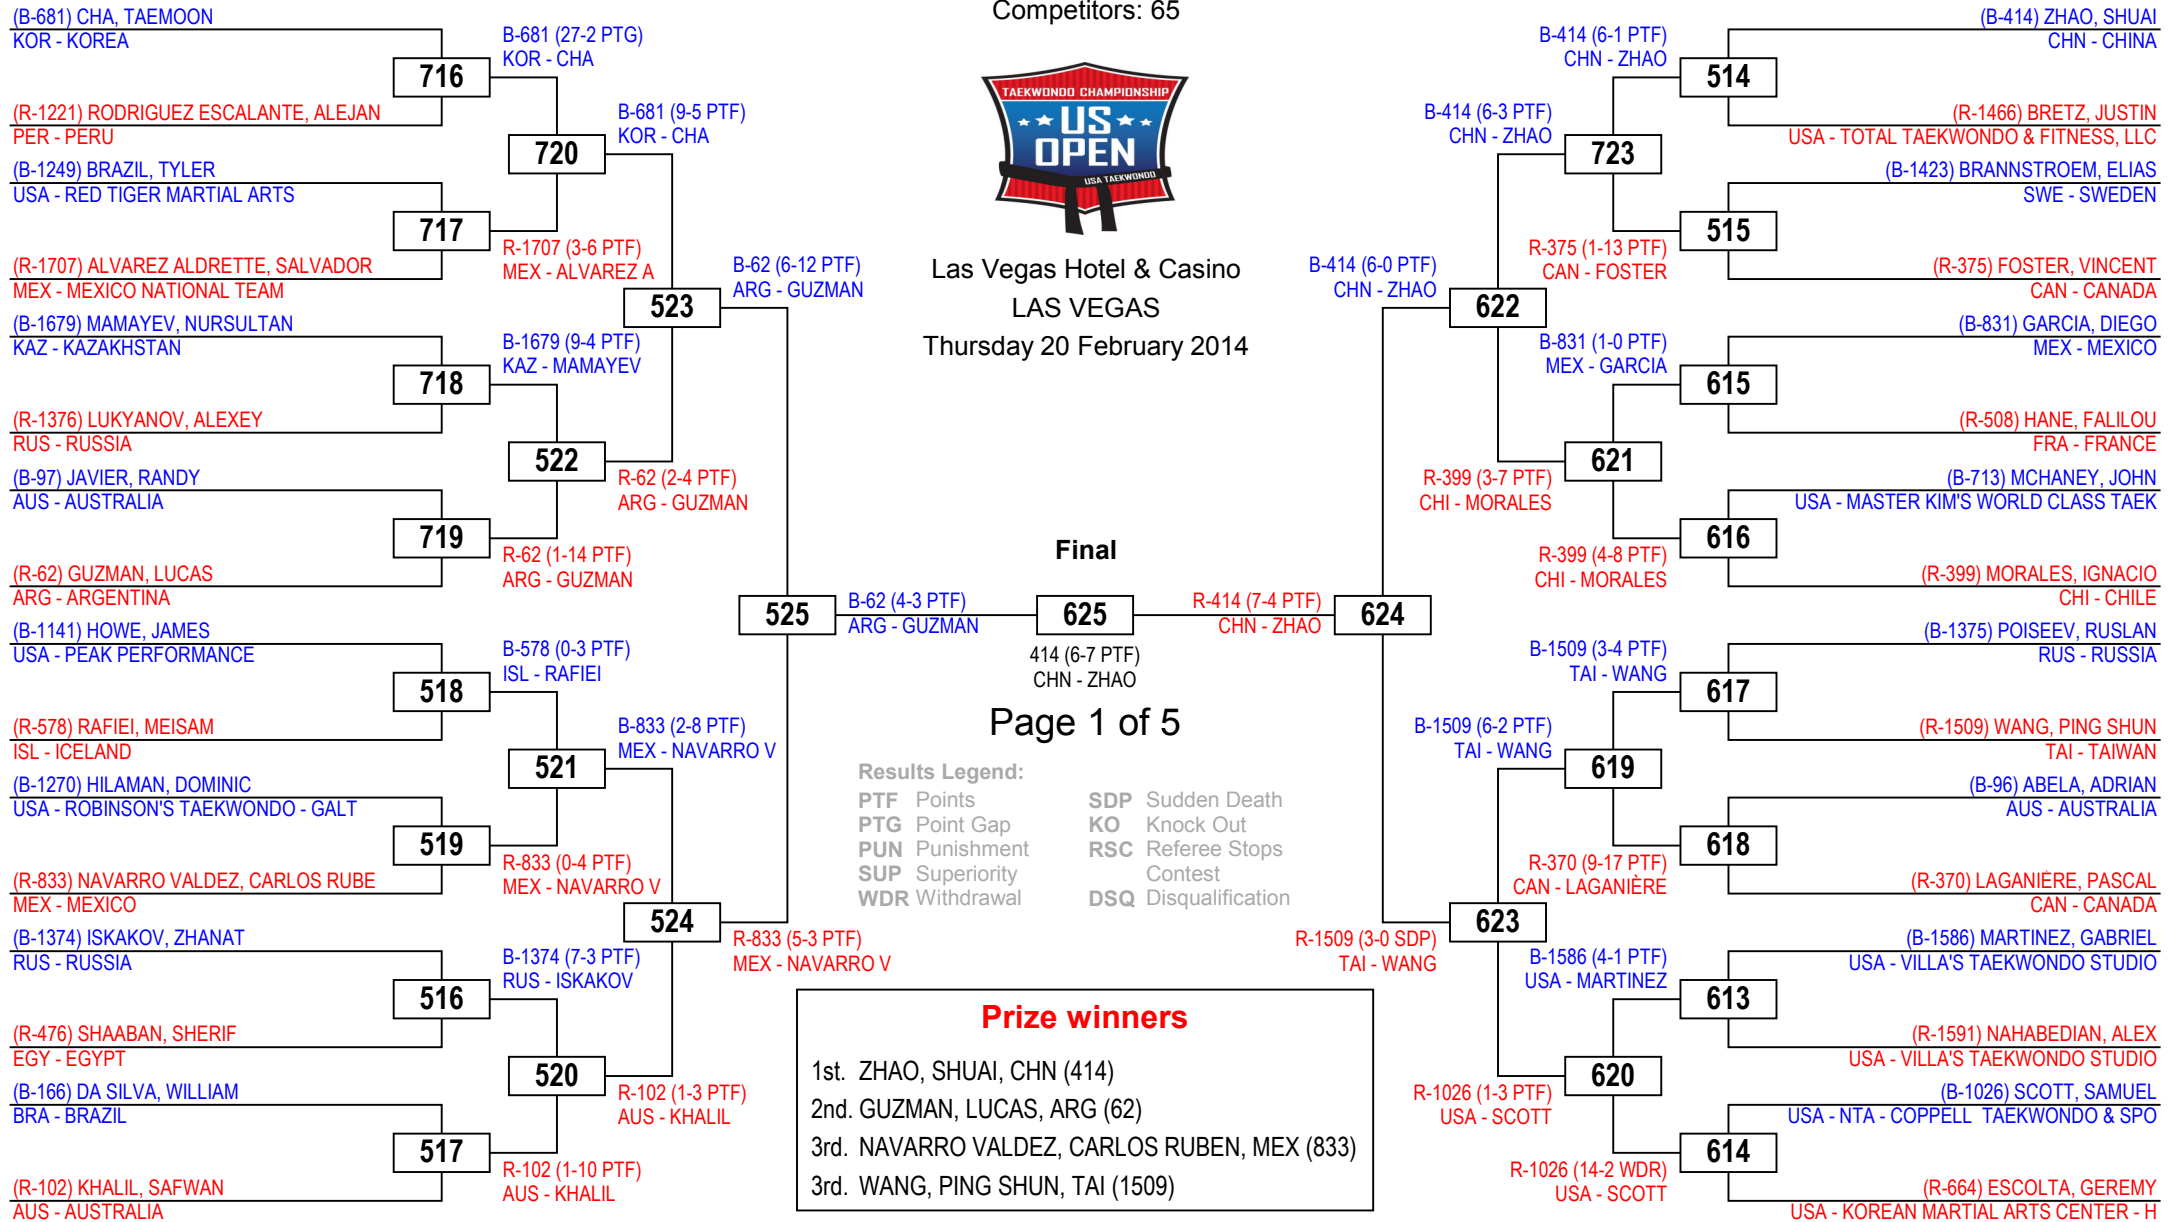 Competitors: 65
TAEKWONDO CHAMPIONSHIP
US
OPEN
USA TAEKWONDO
Las Vegas Hotel & Casino
LAS VEGAS
Thursday 20 February 2014
(B-681) CHA, TAEMOON
KOR - KOREA
716
(R-1221) RODRIGUEZ ESCALANTE, ALEJAN
PER - PERU
(B-1249) BRAZIL, TYLER
USA - RED TIGER MARTIAL ARTS
717
(R-1707) ALVAREZ ALDRETTE, SALVADOR
MEX - MEXICO NATIONAL TEAM
(B-1679) MAMAYEV, NURSULTAN
KAZ - KAZAKHSTAN
718
(R-1376) LUKYANOV, ALEXEY
RUS - RUSSIA
(B-97) JAVIER, RANDY
AUS - AUSTRALIA
719
(R-62) GUZMAN, LUCAS
ARG - ARGENTINA
(B-1141) HOWE, JAMES
USA - PEAK PERFORMANCE
518
(R-578) RAFIEI, MEISAM
ISL - ICELAND
(B-1270) HILAMAN, DOMINIC
USA - ROBINSON'S TAEKWONDO - GALT
519
(R-833) NAVARRO VALDEZ, CARLOS RUBE
MEX - MEXICO
(B-1374) ISKAKOV, ZHANAT
RUS - RUSSIA
516
(R-476) SHAABAN, SHERIF
EGY - EGYPT
(B-166) DA SILVA, WILLIAM
BRA - BRAZIL
517
(R-102) KHALIL, SAFWAN
AUS - AUSTRALIA
B-681 (27-2 PTG)
KOR - CHA
720
R-1707 (3-6 PTF)
MEX - ALVAREZ A
B-1679 (9-4 PTF)
KAZ - MAMAYEV
522
R-62 (1-14 PTF)
ARG - GUZMAN
B-578 (0-3 PTF)
ISL - RAFIEI
521
R-833 (0-4 PTF)
MEX - NAVARRO V
B-1374 (7-3 PTF)
RUS - ISKAKOV
520
R-102 (1-10 PTF)
AUS - KHALIL
B-681 (9-5 PTF)
KOR - CHA
523
R-62 (2-4 PTF)
ARG - GUZMAN
B-833 (2-8 PTF)
MEX - NAVARRO V
524
R-102 (1-3 PTF)
AUS - KHALIL
B-62 (6-12 PTF)
ARG - GUZMAN
525
R-833 (5-3 PTF)
MEX - NAVARRO V
B-62 (4-3 PTF)
ARG - GUZMAN
Final
625
414 (6-7 PTF)
CHN - ZHAO
Page 1 of 5
Results Legend:
PTF Points
PTG Point Gap
PUN Punishment
SUP Superiority
WDR Withdrawal
SDP Sudden Death
KO Knock Out
RSC Referee Stops
Contest
DSQ Disqualification
Prize winners
1st. ZHAO, SHUAI, CHN (414)
2nd. GUZMAN, LUCAS, ARG (62)
3rd. NAVARRO VALDEZ, CARLOS RUBEN, MEX (833)
3rd. WANG, PING SHUN, TAI (1509)
R-414 (7-4 PTF)
CHN - ZHAO
624
B-414 (6-0 PTF)
CHN - ZHAO
R-1509 (3-0 SDP)
TAI - WANG
B-414 (6-3 PTF)
CHN - ZHAO
622
R-399 (3-7 PTF)
CHI - MORALES
B-1509 (6-2 PTF)
TAI - WANG
623
R-1026 (1-3 PTF)
USA - SCOTT
B-414 (6-1 PTF)
CHN - ZHAO
723
R-375 (1-13 PTF)
CAN - FOSTER
B-831 (1-0 PTF)
MEX - GARCIA
621
R-399 (4-8 PTF)
CHI - MORALES
B-1509 (3-4 PTF)
TAI - WANG
619
R-370 (9-17 PTF)
CAN - LAGANIÈRE
B-1586 (4-1 PTF)
USA - MARTINEZ
620
R-1026 (14-2 WDR)
USA - SCOTT
(B-414) ZHAO, SHUAI
CHN - CHINA
514
(R-1466) BRETZ, JUSTIN
USA - TOTAL TAEKWONDO & FITNESS, LLC
(B-1423) BRANNSTROEM, ELIAS
SWE - SWEDEN
515
(R-375) FOSTER, VINCENT
CAN - CANADA
(B-831) GARCIA, DIEGO
MEX - MEXICO
615
(R-508) HANE, FALILOU
FRA - FRANCE
(B-713) MCHANEY, JOHN
USA - MASTER KIM'S WORLD CLASS TAEK
616
(R-399) MORALES, IGNACIO
CHI - CHILE
(B-1375) POISEEV, RUSLAN
RUS - RUSSIA
617
(R-1509) WANG, PING SHUN
TAI - TAIWAN
(B-96) ABELA, ADRIAN
AUS - AUSTRALIA
618
(R-370) LAGANIÈRE, PASCAL
CAN - CANADA
(B-1586) MARTINEZ, GABRIEL
USA - VILLA'S TAEKWONDO STUDIO
613
(R-1591) NAHABEDIAN, ALEX
USA - VILLA'S TAEKWONDO STUDIO
(B-1026) SCOTT, SAMUEL
USA - NTA - COPPELL TAEKWONDO & SPO
614
(R-664) ESCOLTA, GEREMY
USA - KOREAN MARTIAL ARTS CENTER - H